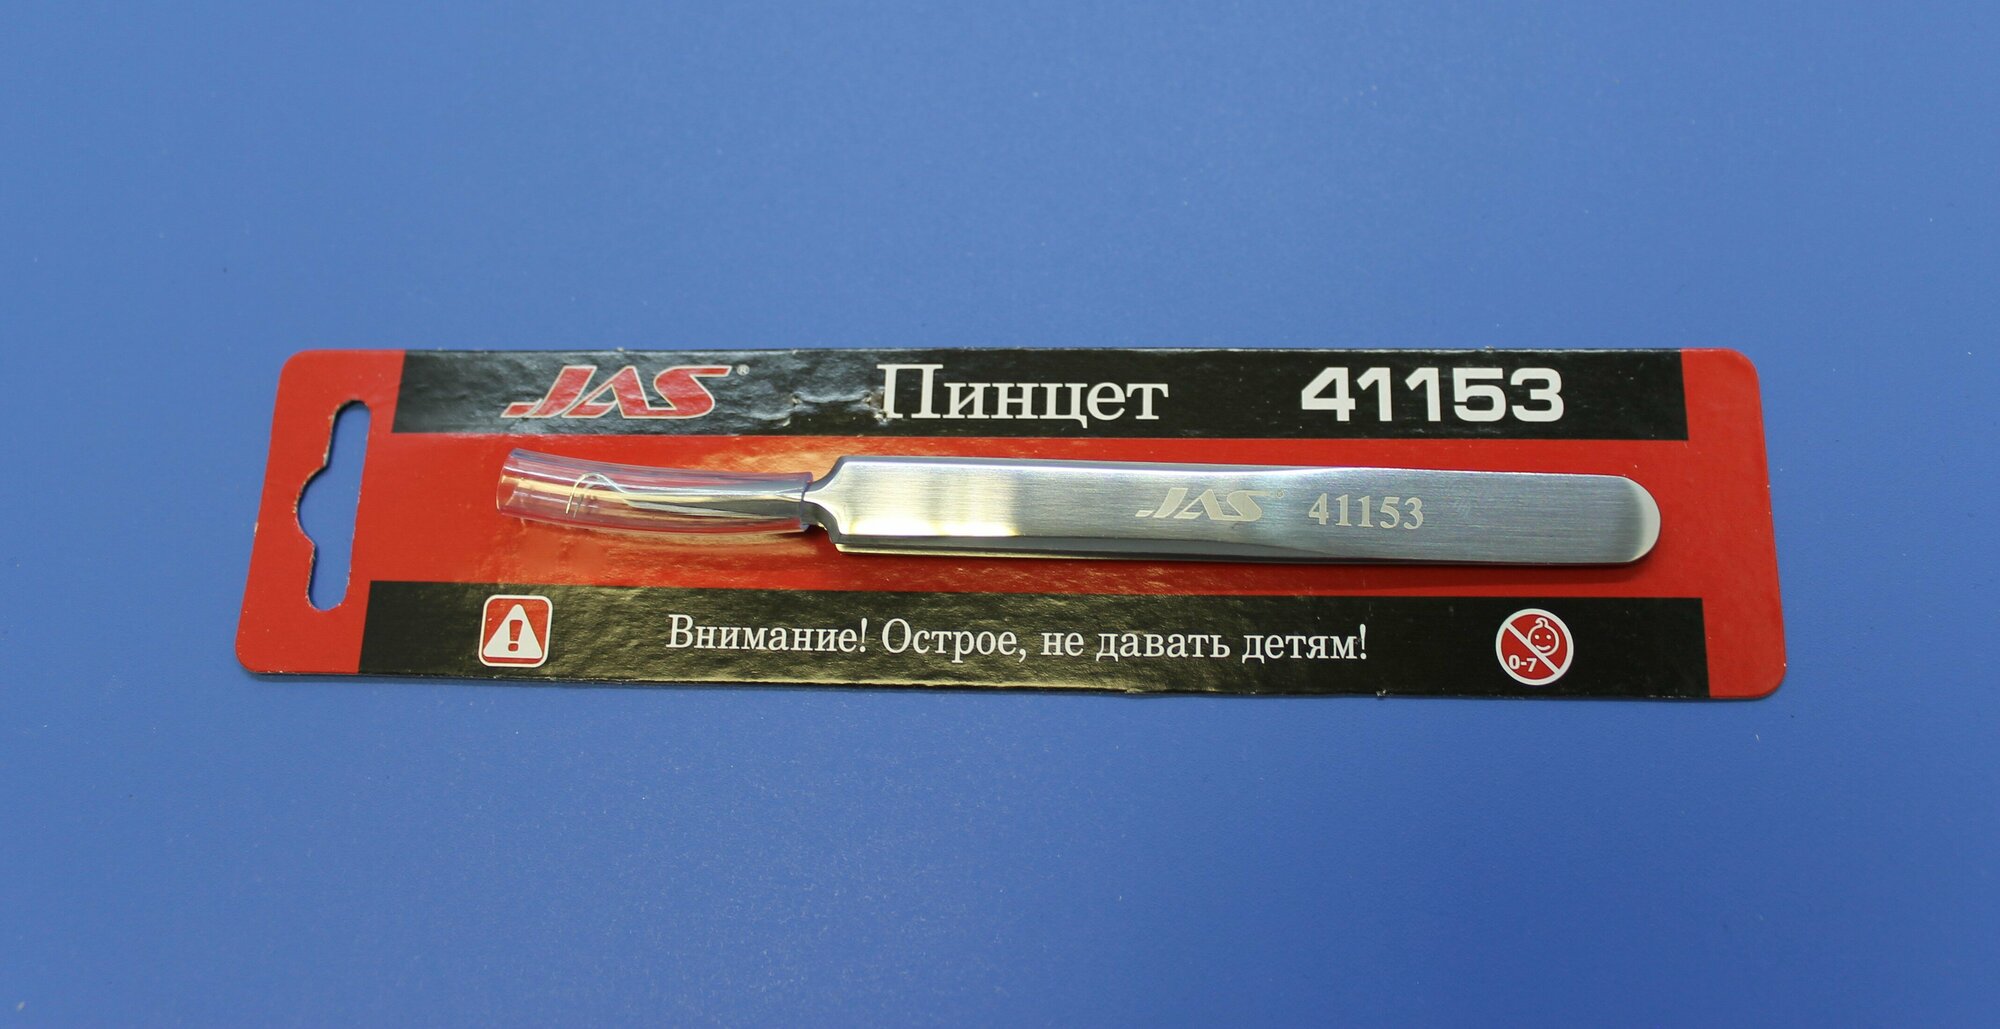 JAS® Пинцет 41153
JAS® 41153
Внимание! Острое, не давать детям!
0-7